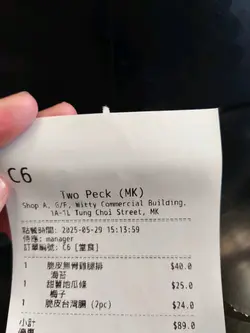 C6
Two Peck (MK)
Shop A, G/F, Witty Commercial Building,
1A-1L Tung Choi Street, MK
點餐時間: 2025-05-29 15:13:59
侍應: manager
訂單編號: C6 [堂食]
1 脆皮無骨雞腿排 $40.0
海苔
1 甜薯地瓜條 $25.0
梅子
1 脆皮台灣腸 (2pc) $24.0
小計 $89.0